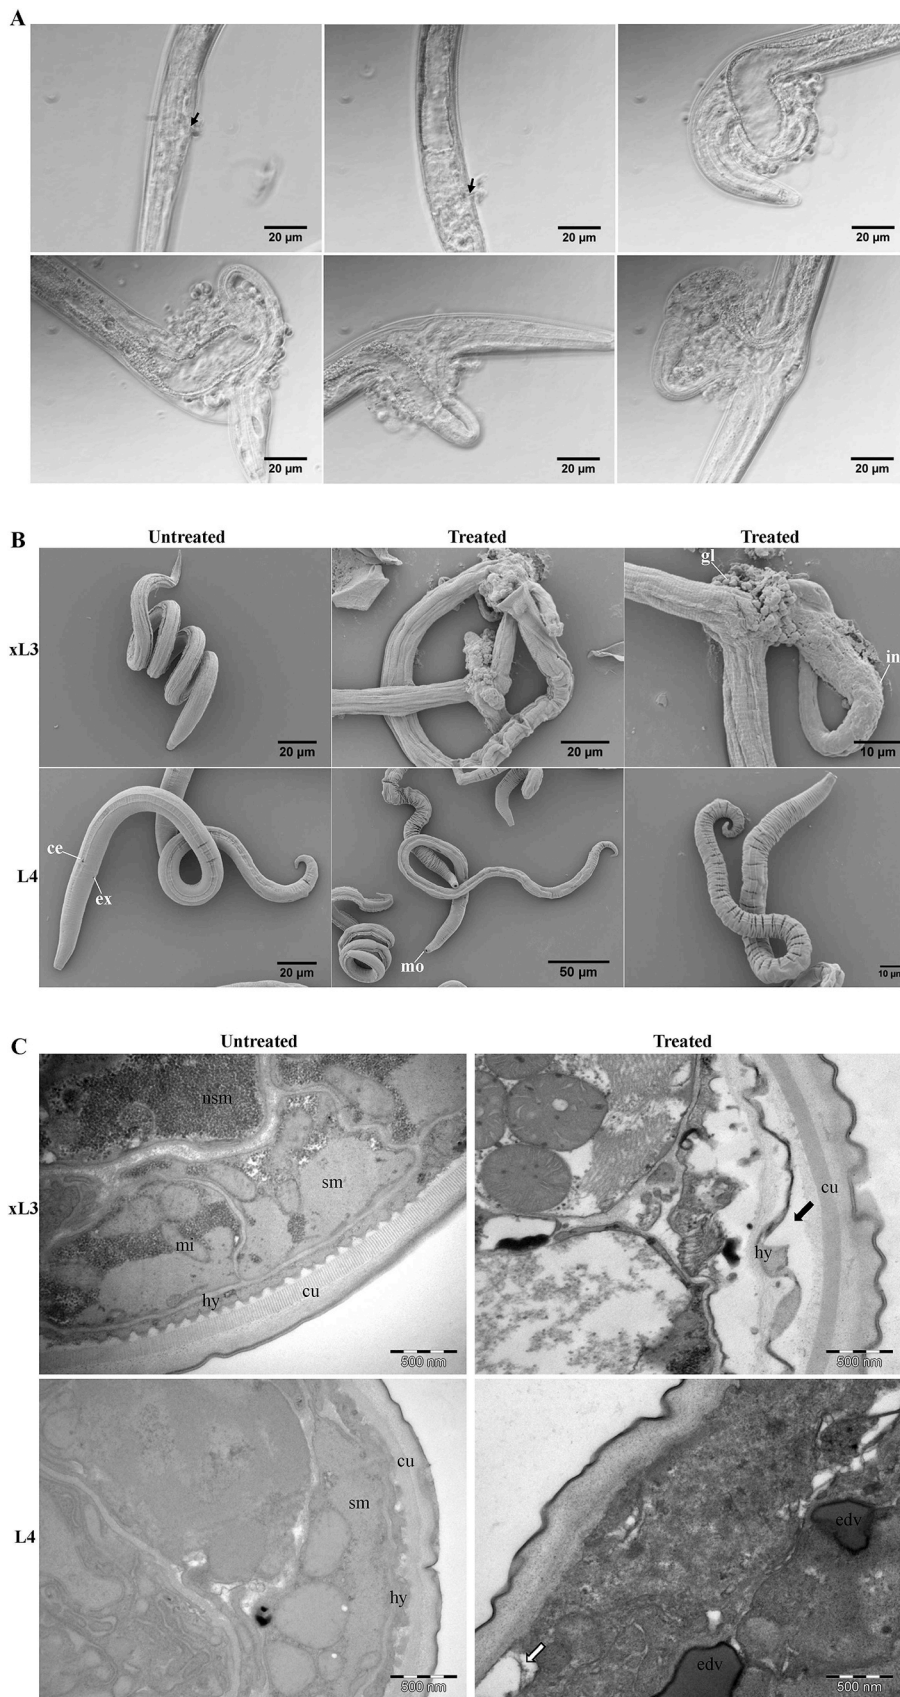 A
20 µm
20 µm
20 µm
20 µm
20 µm
20 µm
B
Untreated
Treated
Treated
xL3
gl
in
20 µm
20 µm
10 µm
L4
ce
ex
mo
20 µm
50 µm
10 µm
C
Untreated
Treated
xL3
nsm
sm
mi
hy
cu
500 nm
cu
hy
500 nm
L4
cu
sm
hy
500 nm
edv
edv
500 nm